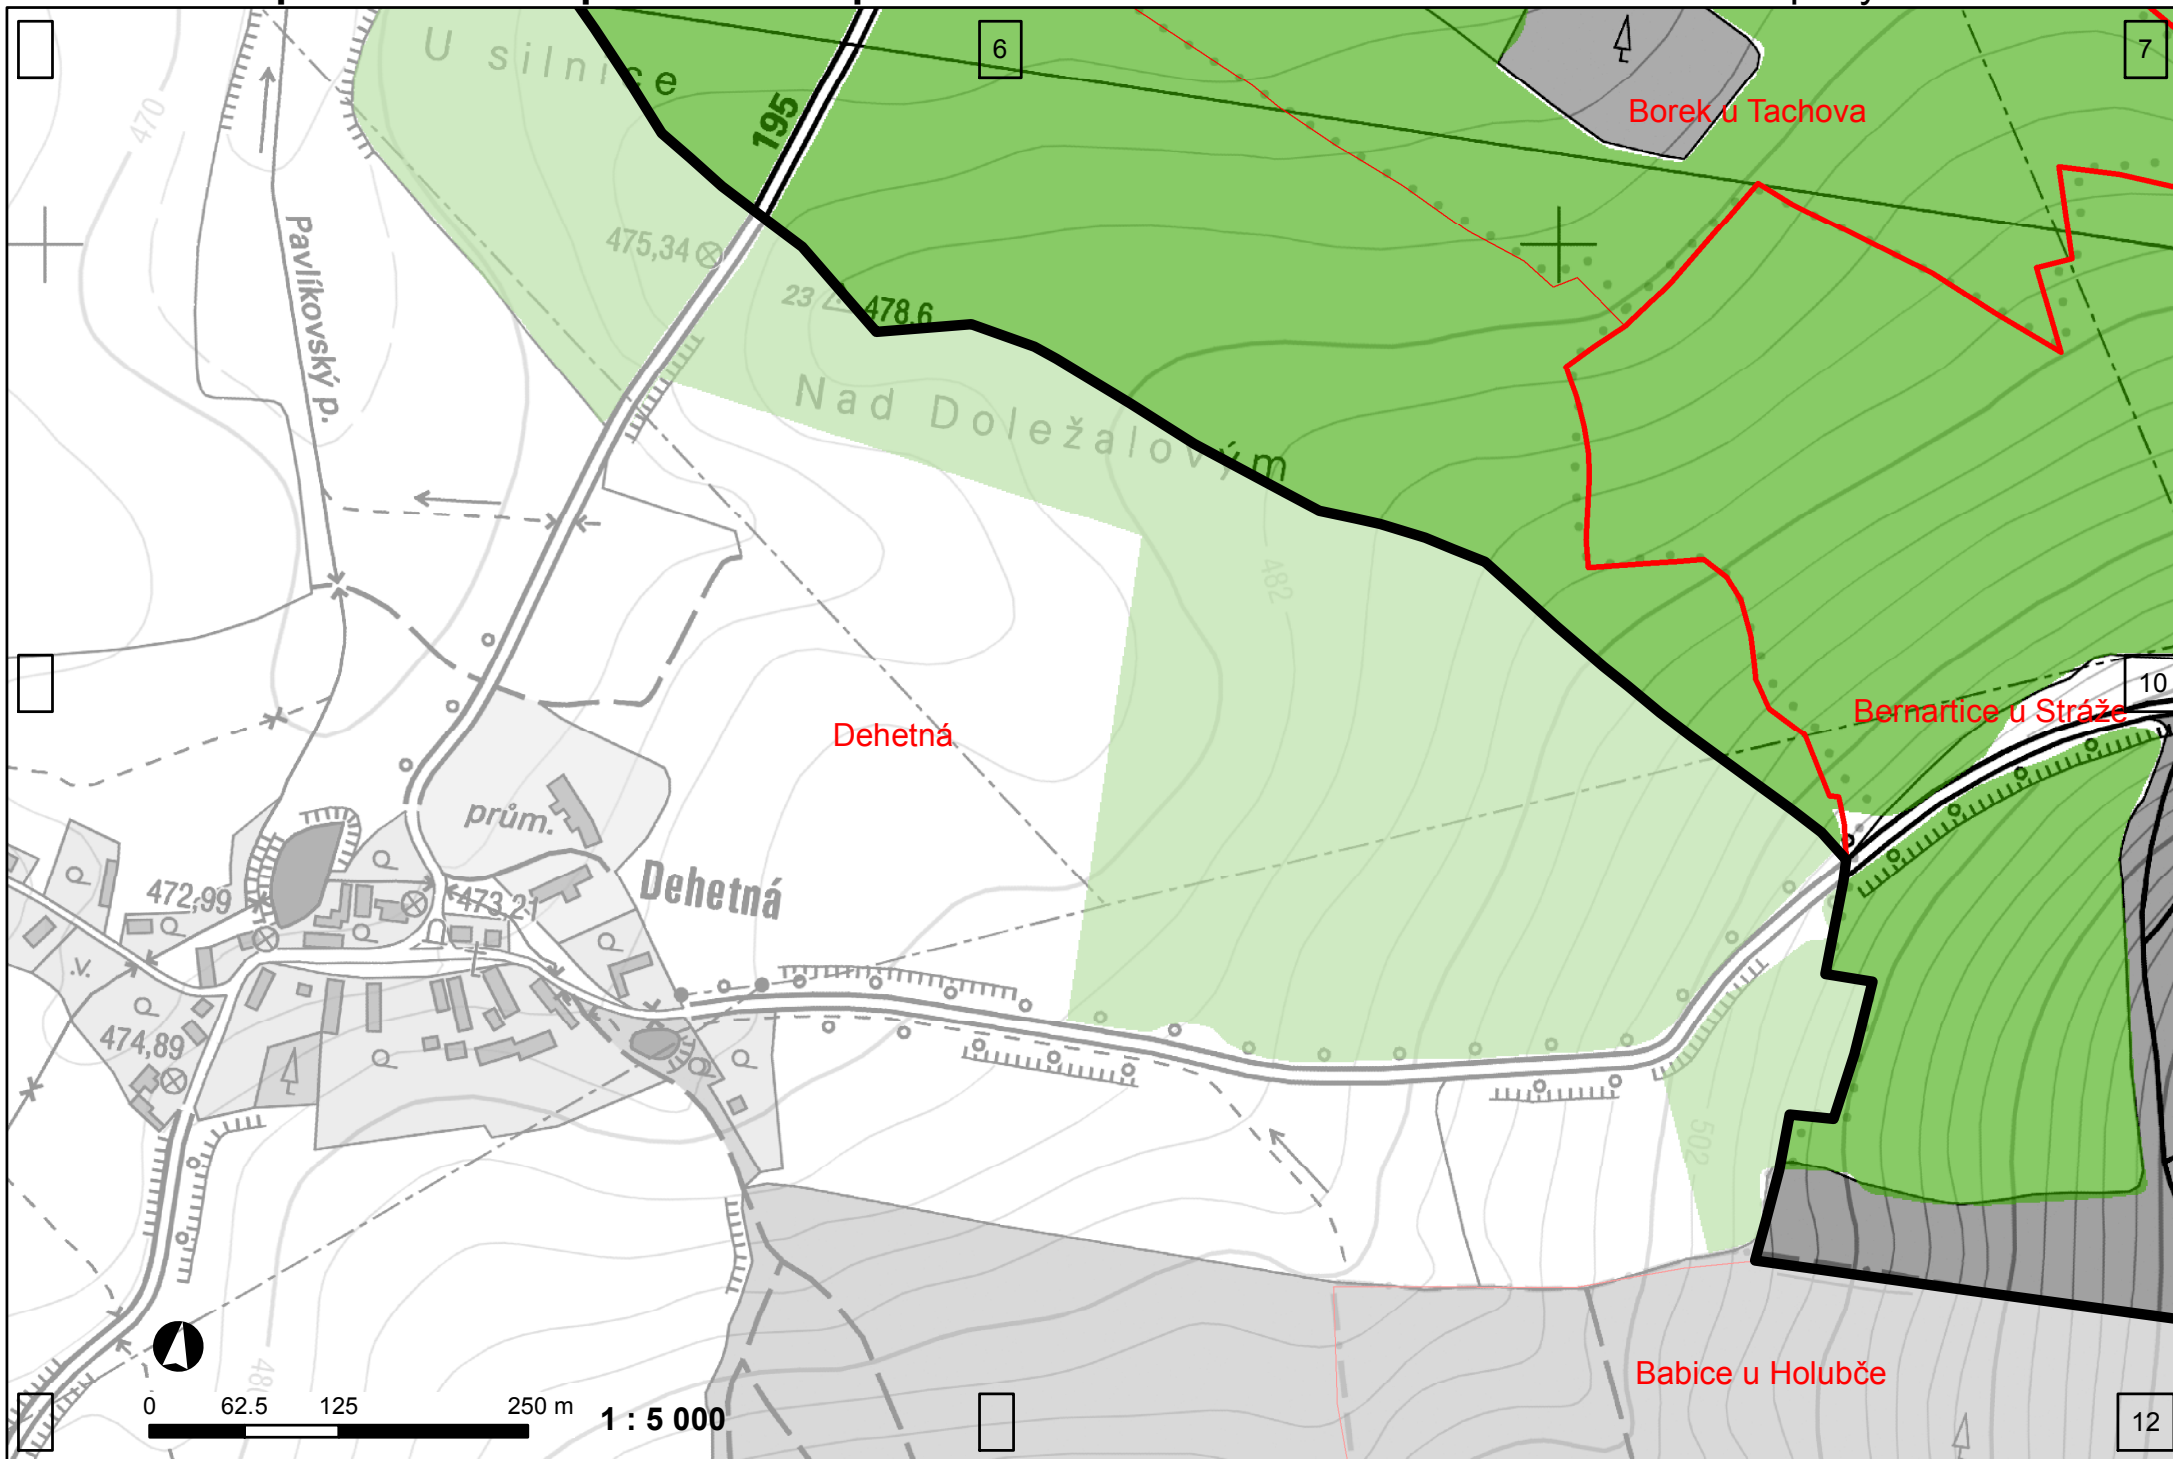 6
7
U silnice
195
470
Borek u Tachova
Pavlíkovský p.
475,34
23
478.6
Nad Doležalovým
482
Bernartice u Stráže
10
Dehetná
prům.
Dehetná
472,99
473,21
.v.
474,89
502
Babice u Holubče
0 62.5 125 250 m 1 : 5 000
12